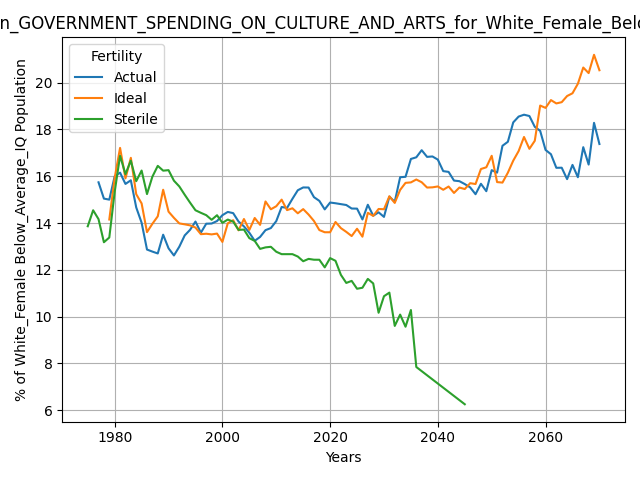 n_GOVERNMENT_SPENDING_ON_CULTURE_AND_ARTS_for_White_Female_Belo
Fertility
Actual
Ideal
Sterile
% of White_Female Below_Average_IQ Population
20
18
16
14
12
10
8
6
1980 2000 2020 2040 2060
Years